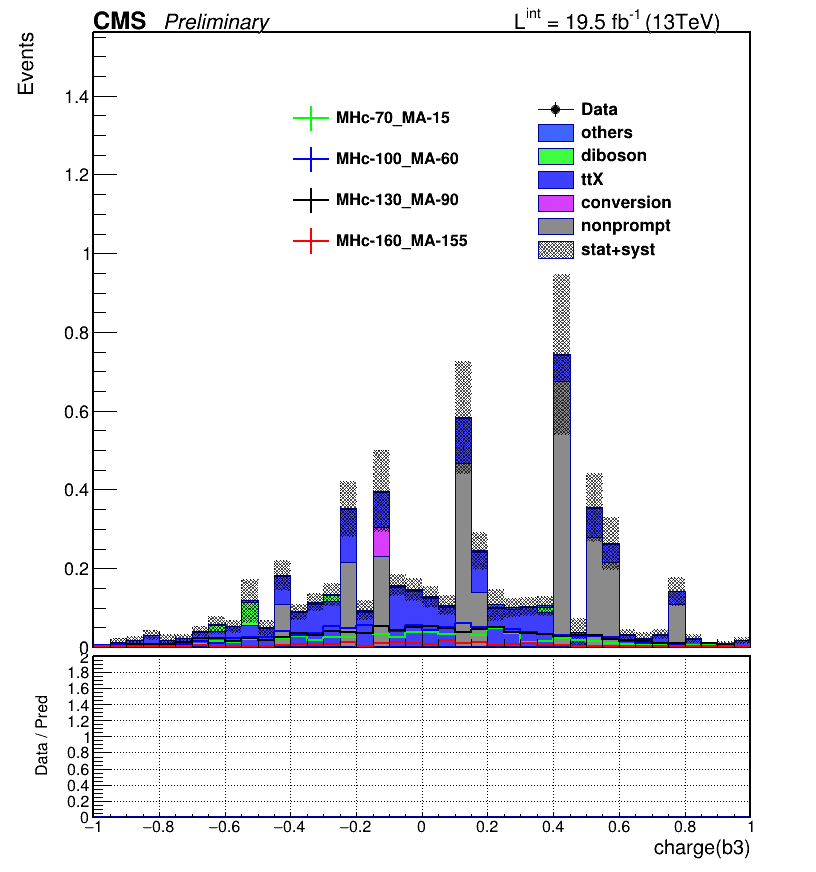 CMS Preliminary L^int = 19.5 fb^-1 (13TeV)
Events
1.4
1.2
1
0.8
0.6
0.4
0.2
0
MHc-70_MA-15
MHc-100_MA-60
MHc-130_MA-90
MHc-160_MA-155
Data
others
diboson
ttX
conversion
nonprompt
stat+syst
Data / Pred
2
1.8
1.6
1.4
1.2
1
0.8
0.6
0.4
0.2
0
−1 −0.8 −0.6 −0.4 −0.2 0 0.2 0.4 0.6 0.8 1
charge(b3)